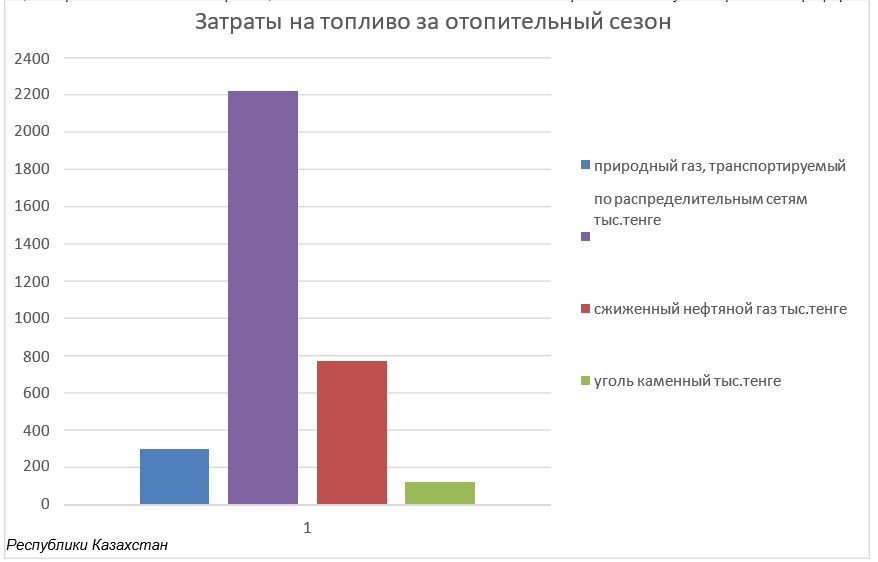 Затраты на топливо за отопительный сезон
2400
2200
2000
1800
1600
1400
1200
1000
800
600
400
200
0
1
природный газ, транспортируемый
по распределительным сетям
тыс.тенге
сжиженный нефтяной газ тыс.тенге
уголь каменный тыс.тенге
Республики Казахстан